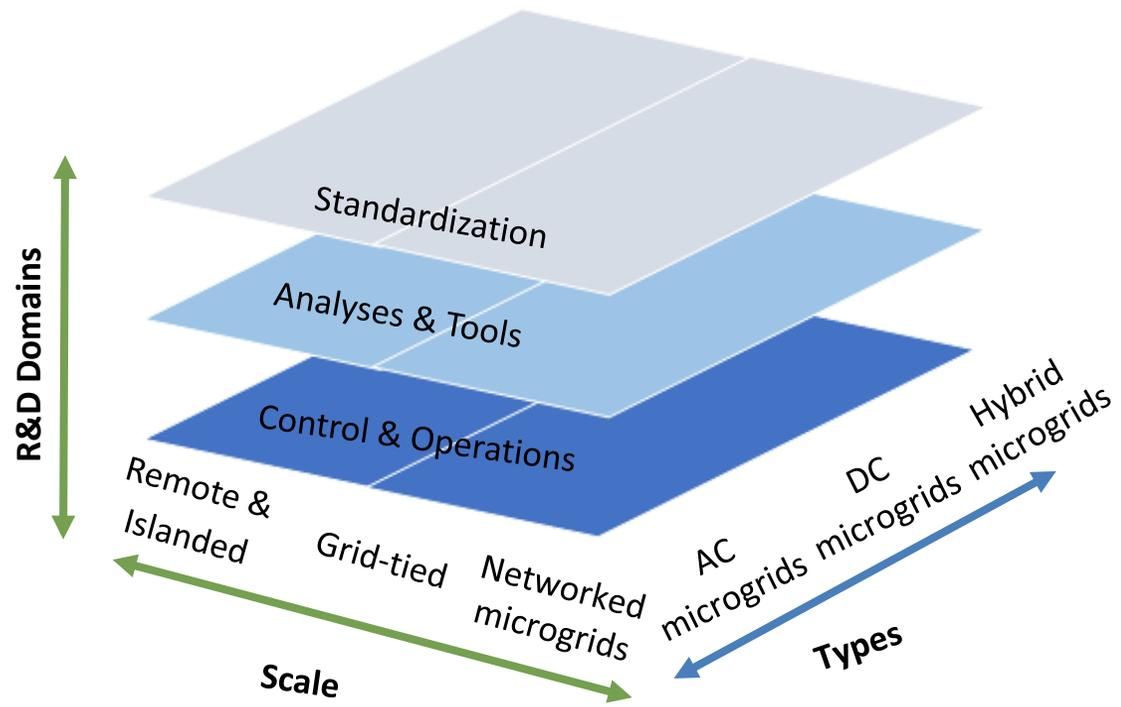 Standardization
Analyses & Tools
Control & Operations
R&D Domains
Remote &
Islanded
Grid-tied
Networked
microgrids
Scale
AC
microgrids
DC
microgrids
Hybrid
microgrids
Types